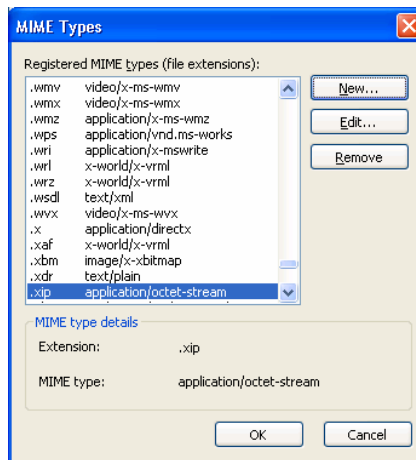 MIME Types
Registered MIME types (file extensions):
.wmv video/x-ms-wmv
.wmx video/x-ms-wmx
.wmz application/x-ms-wmz
.wps application/vnd.ms-works
.wri application/x-mswrite
.wrl x-world/x-vrml
.wrz x-world/x-vrml
.wsdl text/xml
.wvx video/x-ms-wvx
.x application/directx
.xaf x-world/x-vrml
.xbm image/x-xbitmap
.xdr text/plain
.xip application/octet-stream
New...
Edit...
Remove
MIME type details
Extension: .xip
MIME type: application/octet-stream
OK Cancel